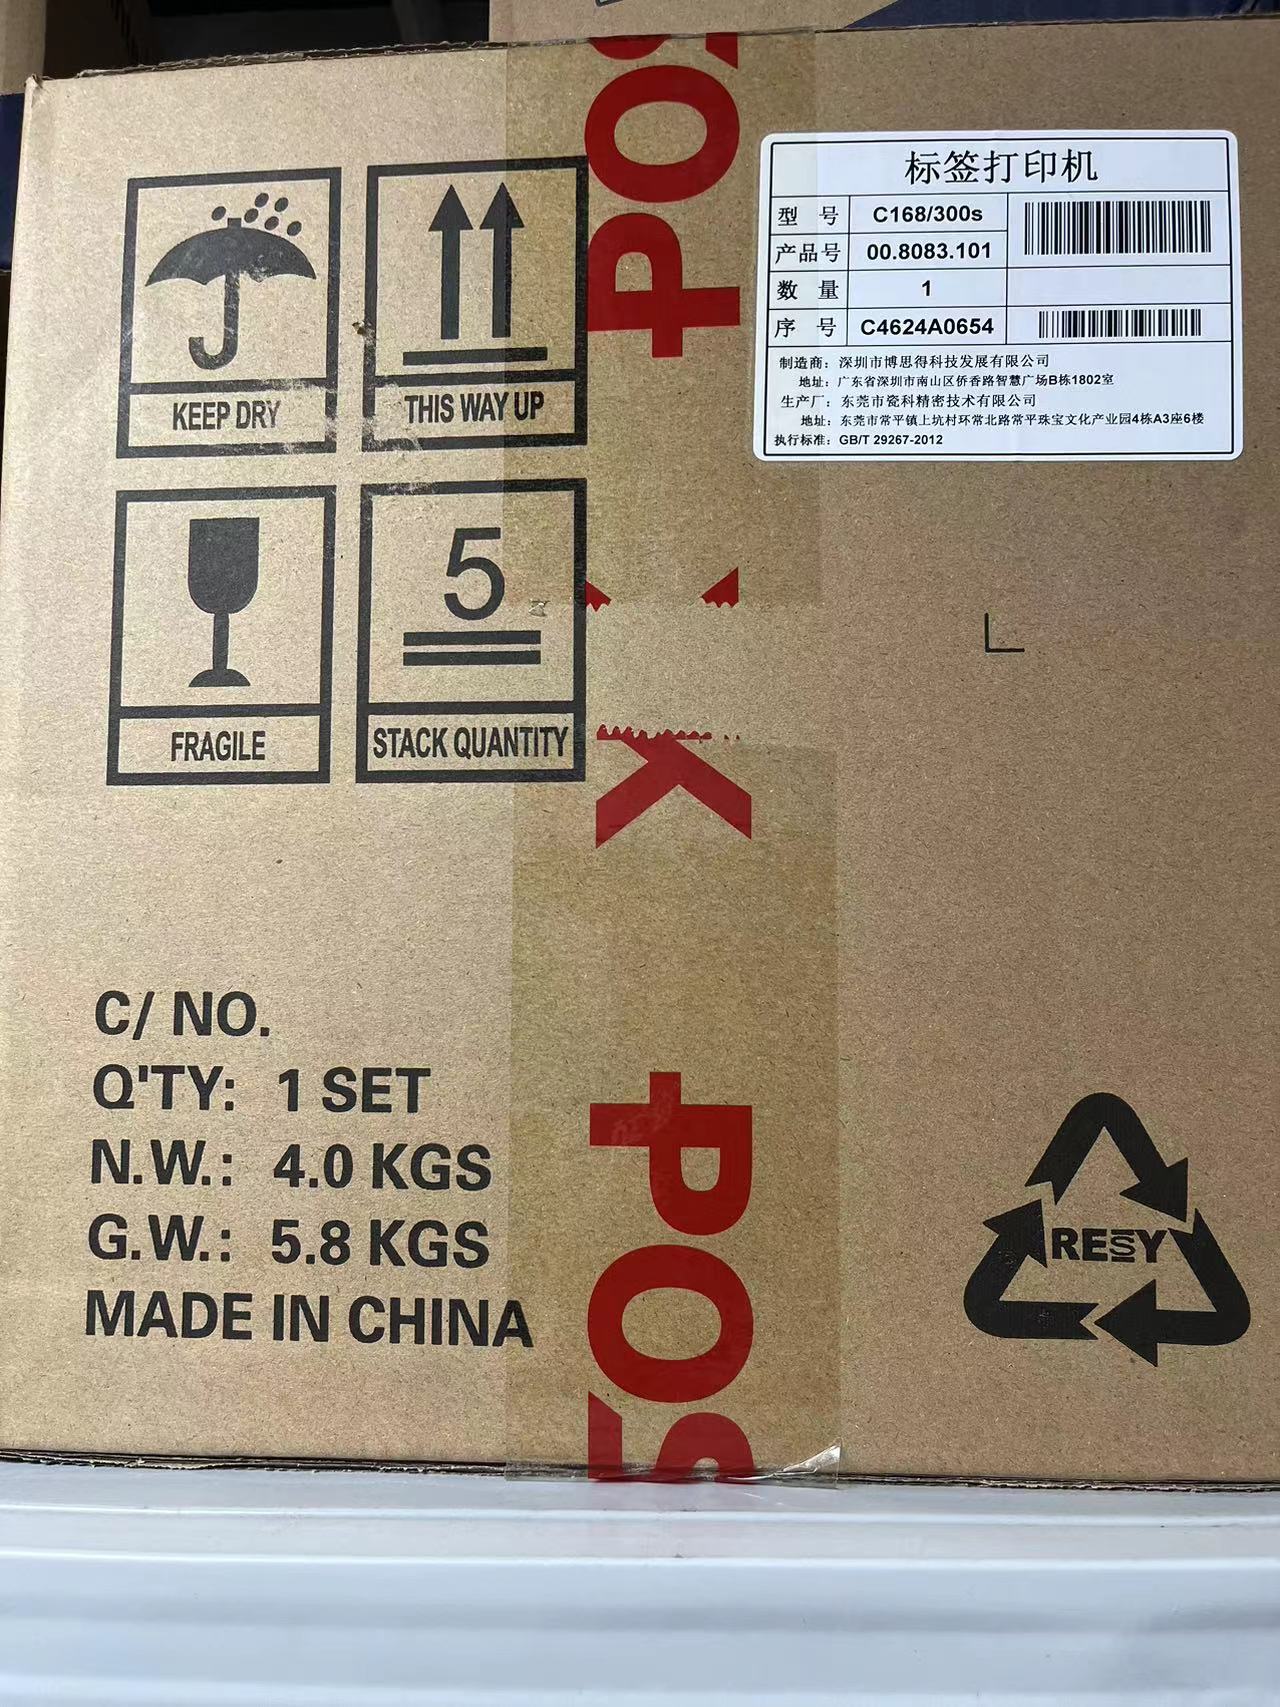 KEEP DRY
THIS WAY UP
FRAGILE
5
STACK QUANTITY
标签打印机
型号 C168/300s
产品号 00.8083.101
数量 1
序号 C4624A0654
制造商：深圳市博思得科技发展有限公司
地址：广东省深圳市南山区侨香路智慧广场B栋1802室
生产厂：东莞市瓷科精密技术有限公司
地址：东莞市常平镇上坑村环常北路常平珠宝文化产业园4栋A3座6楼
执行标准：GB/T 29267-2012
POS
K
POS
C/ NO.
Q'TY: 1 SET
N.W.: 4.0 KGS
G.W.: 5.8 KGS
MADE IN CHINA
RESY